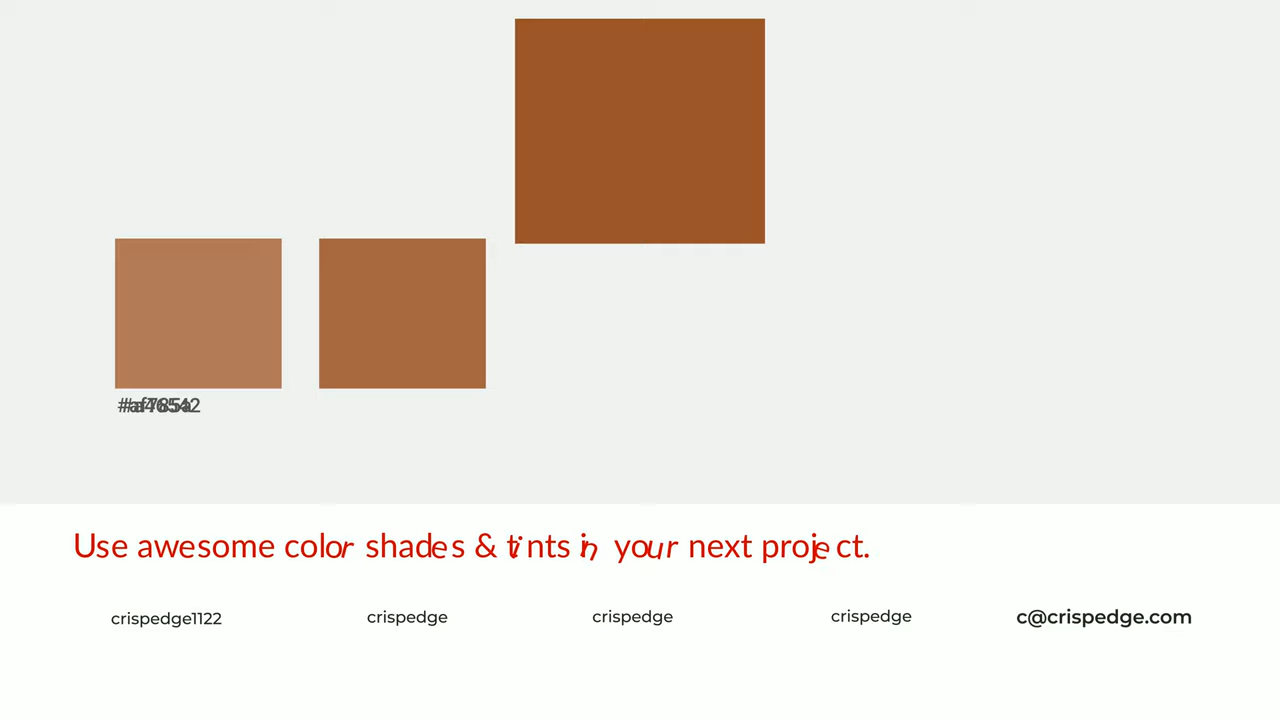 Use awesome color shades & tints in your next project.
crispedge1122 crispedge crispedge crispedge c@crispedge.com